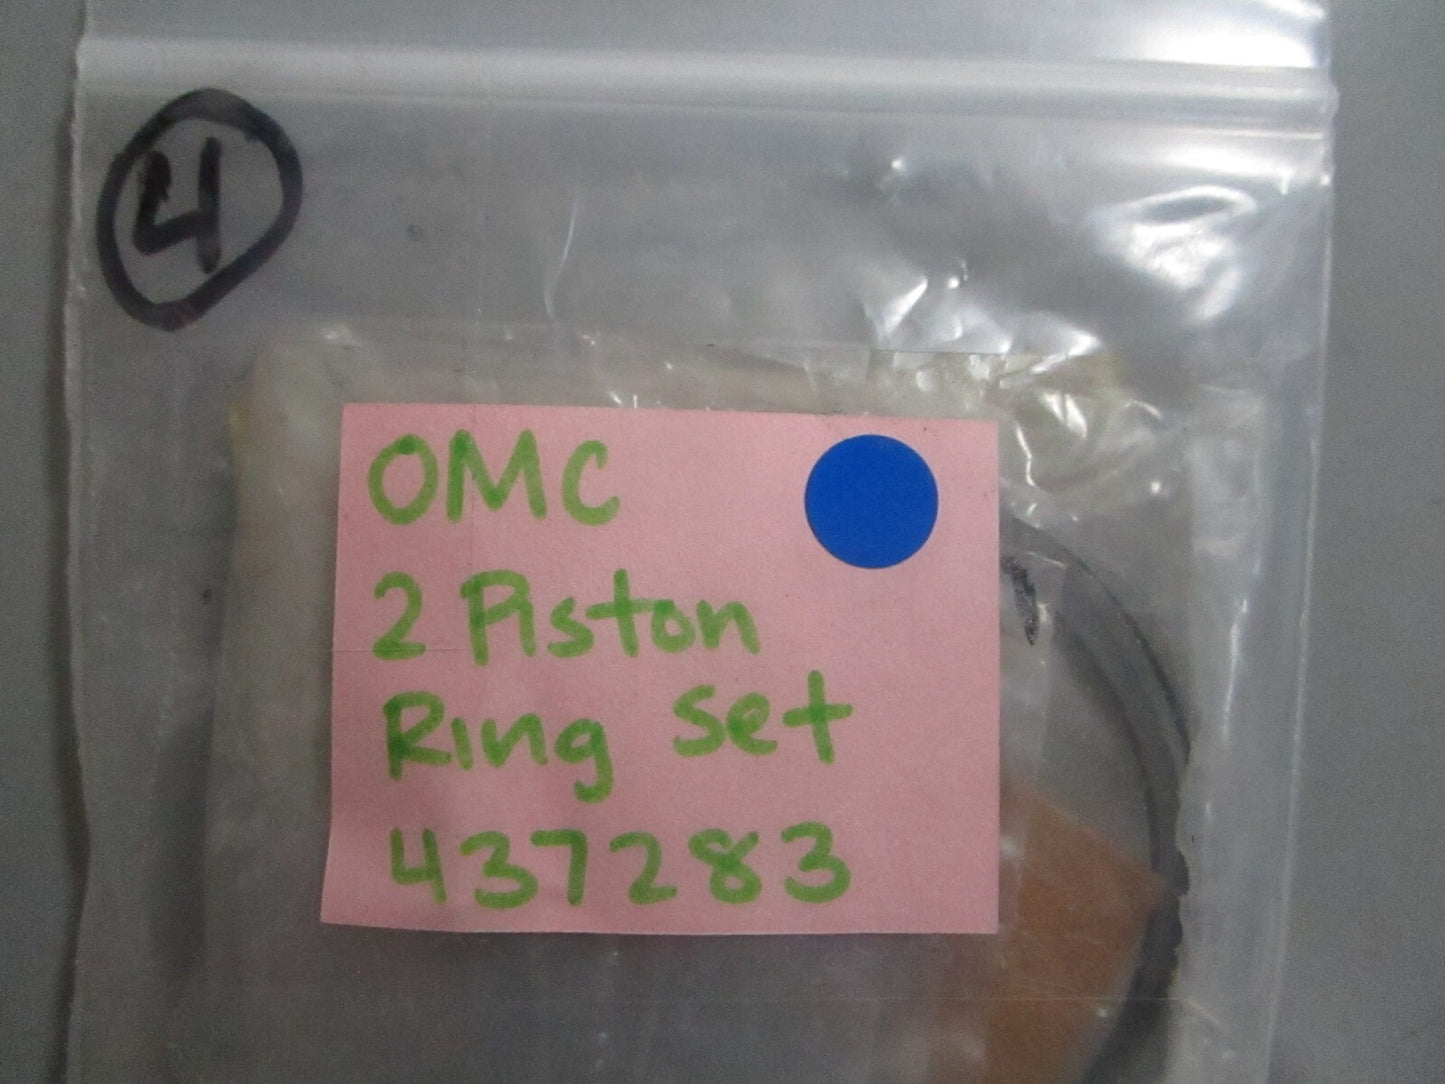 4
OMC
2 Piston
Ring Set
437283